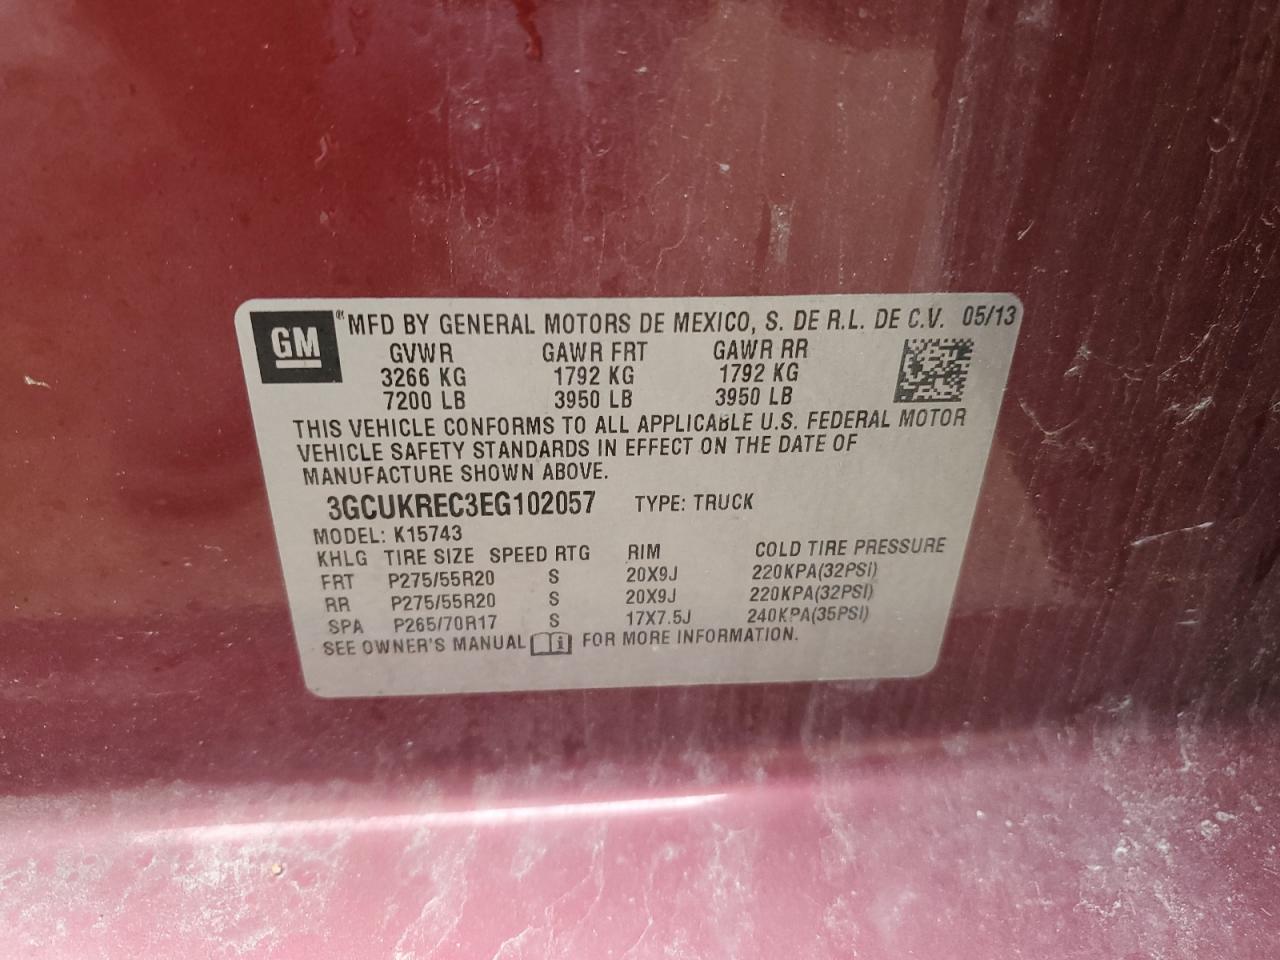 GM ® MFD BY GENERAL MOTORS DE MEXICO, S. DE R.L. DE C.V. 05/13
GVWR GAWR FRT GAWR RR
3266 KG 1792 KG 1792 KG
7200 LB 3950 LB 3950 LB
THIS VEHICLE CONFORMS TO ALL APPLICABLE U.S. FEDERAL MOTOR
VEHICLE SAFETY STANDARDS IN EFFECT ON THE DATE OF
MANUFACTURE SHOWN ABOVE.
3GCUKREC3EG102057 TYPE: TRUCK
MODEL: K15743
KHLG TIRE SIZE SPEED RTG RIM COLD TIRE PRESSURE
FRT P275/55R20 S 20X9J 220KPA(32PSI)
RR P275/55R20 S 20X9J 220KPA(32PSI)
SPA P265/70R17 S 17X7.5J 240KPA(35PSI)
SEE OWNER'S MANUAL i FOR MORE INFORMATION.